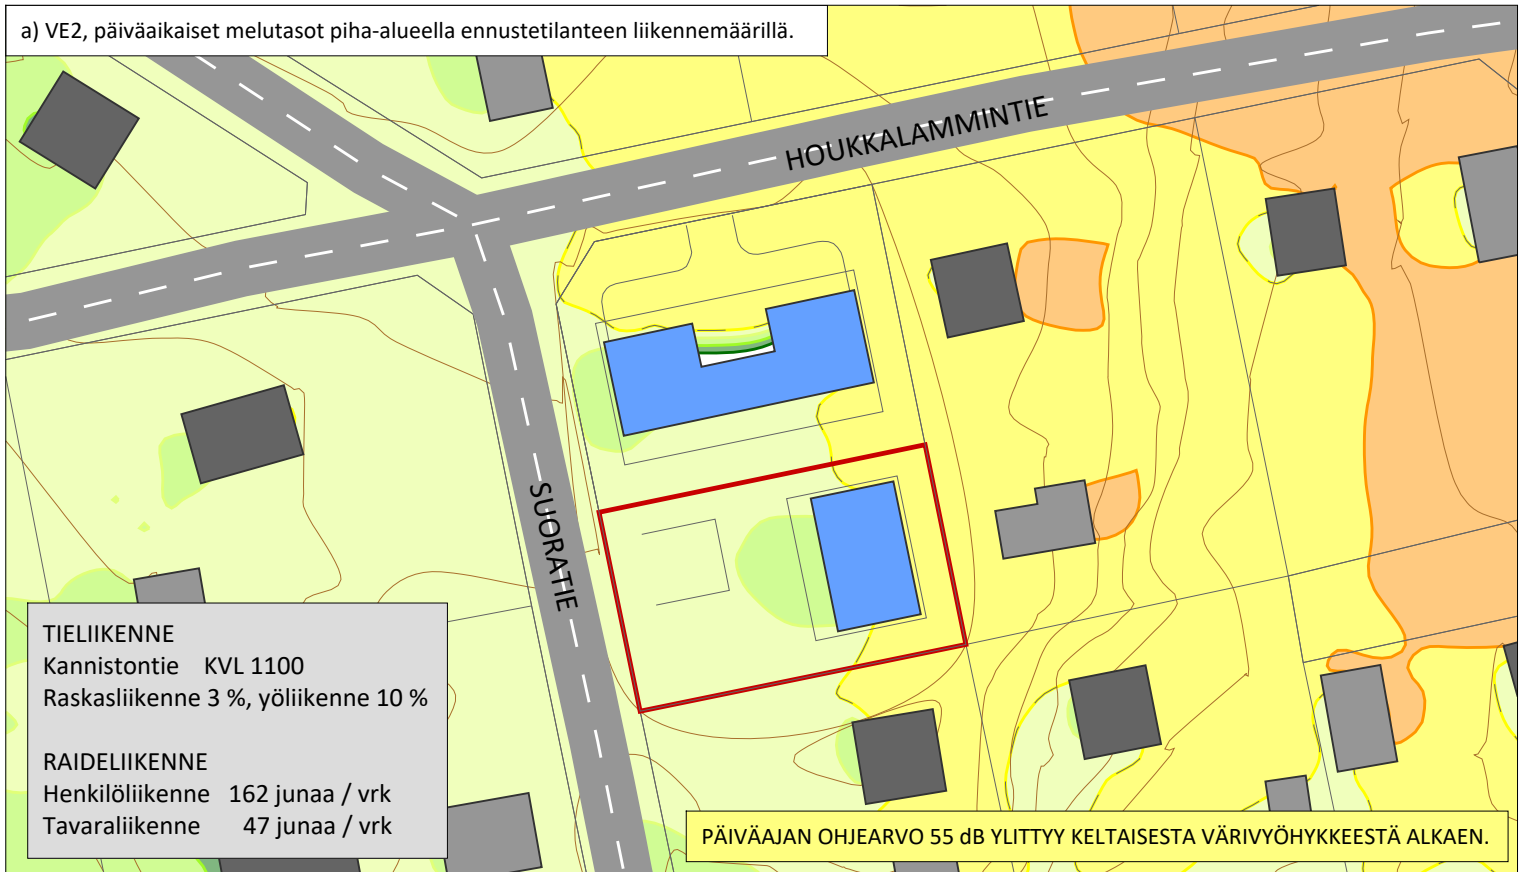 a) VE2, päiväaikaiset melutasot piha-alueella ennustetilanteen liikennemäärillä.
HOUKKALAMMINTIE
SUORATIE
TIELIIKENNE
Kannistontie KVL 1100
Raskasliikenne 3 %, yöliikenne 10 %
RAIDELIIKENNE
Henkilöliikenne 162 junaa / vrk
Tavaraliikenne 47 junaa / vrk
PÄIVÄAJAN OHJEARVO 55 dB YLITTYY KELTAISESTA VÄRIVYÖHYKKEESTÄ ALKAEN.